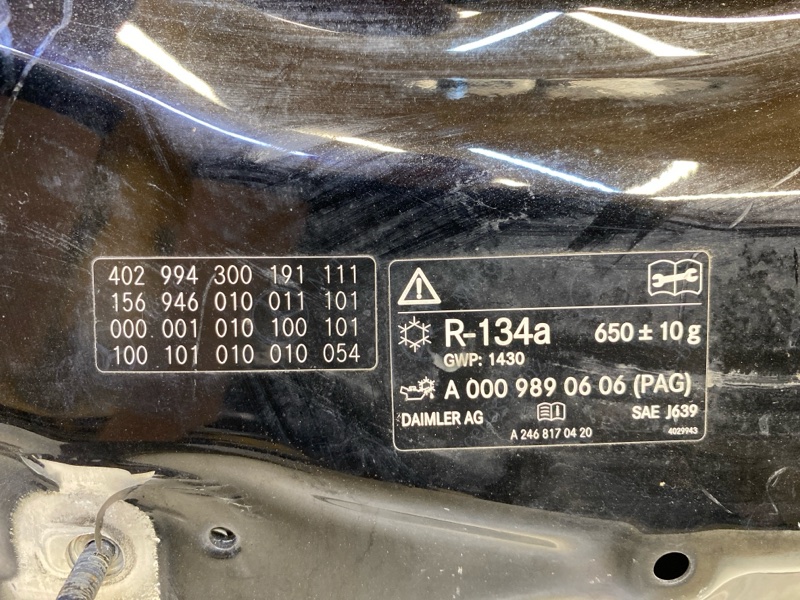 402 994 300 191 111
156 946 010 011 101
000 001 010 100 101
100 101 010 010 054
R-134a 650 ± 10 g
GWP: 1430
A 000 989 06 06 (PAG)
DAIMLER AG SAE J639
A 246 817 04 20 4029943